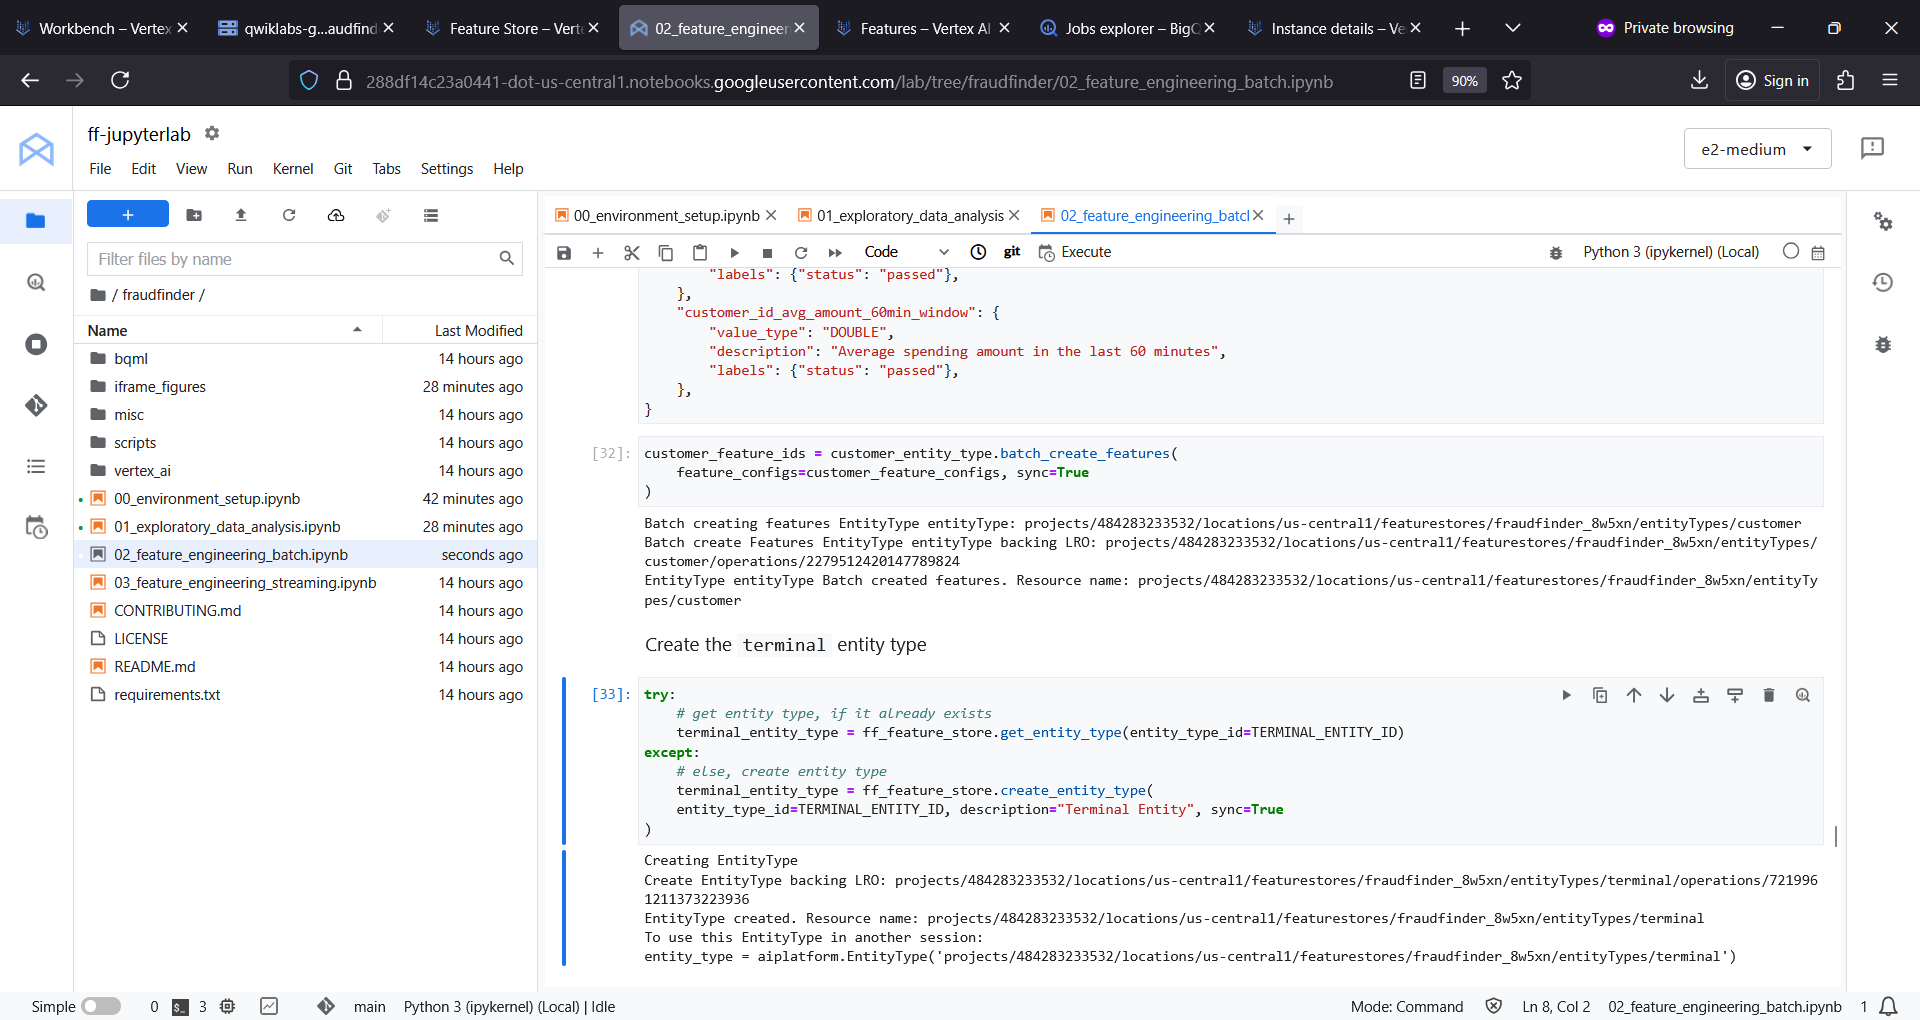 Workbench – Vertex
qwiklabs-g...audfind
Feature Store – Verte
02_feature_engineer
Features – Vertex AI
Jobs explorer – BigQ
Instance details – Ve
Private browsing
288df14c23a0441-dot-us-central1.notebooks.googleusercontent.com/lab/tree/fraudfinder/02_feature_engineering_batch.ipynb
90%
Sign in
ff-jupyterlab
e2-medium
File Edit View Run Kernel Git Tabs Settings Help
00_environment_setup.ipynb
01_exploratory_data_analysis
02_feature_engineering_batcl
Filter files by name
Code
git
Execute
Python 3 (ipykernel) (Local)
/ fraudfinder /
Name Last Modified
bqml 14 hours ago
iframe_figures 28 minutes ago
misc 14 hours ago
scripts 14 hours ago
vertex_ai 14 hours ago
00_environment_setup.ipynb 42 minutes ago
01_exploratory_data_analysis.ipynb 28 minutes ago
02_feature_engineering_batch.ipynb seconds ago
03_feature_engineering_streaming.ipynb 14 hours ago
CONTRIBUTING.md 14 hours ago
LICENSE 14 hours ago
README.md 14 hours ago
requirements.txt 14 hours ago
"labels": {"status": "passed"},
},
"customer_id_avg_amount_60min_window": {
"value_type": "DOUBLE",
"description": "Average spending amount in the last 60 minutes",
"labels": {"status": "passed"},
},
}
[32]: customer_feature_ids = customer_entity_type.batch_create_features(
feature_configs=customer_feature_configs, sync=True
)
Batch creating features EntityType entityType: projects/484283233532/locations/us-central1/featurestores/fraudfinder_8w5xn/entityTypes/customer
Batch create Features EntityType entityType backing LRO: projects/484283233532/locations/us-central1/featurestores/fraudfinder_8w5xn/entityTypes/
customer/operations/2279512420147789824
EntityType entityType Batch created features. Resource name: projects/484283233532/locations/us-central1/featurestores/fraudfinder_8w5xn/entityTy
pes/customer
Create the terminal entity type
[33]: try:
# get entity type, if it already exists
terminal_entity_type = ff_feature_store.get_entity_type(entity_type_id=TERMINAL_ENTITY_ID)
except:
# else, create entity type
terminal_entity_type = ff_feature_store.create_entity_type(
entity_type_id=TERMINAL_ENTITY_ID, description="Terminal Entity", sync=True
)
Creating EntityType
Create EntityType backing LRO: projects/484283233532/locations/us-central1/featurestores/fraudfinder_8w5xn/entityTypes/terminal/operations/721996
1211373223936
EntityType created. Resource name: projects/484283233532/locations/us-central1/featurestores/fraudfinder_8w5xn/entityTypes/terminal
To use this EntityType in another session:
entity_type = aiplatform.EntityType('projects/484283233532/locations/us-central1/featurestores/fraudfinder_8w5xn/entityTypes/terminal')
Simple 0 3 main Python 3 (ipykernel) (Local) | Idle Mode: Command Ln 8, Col 2 02_feature_engineering_batch.ipynb 1